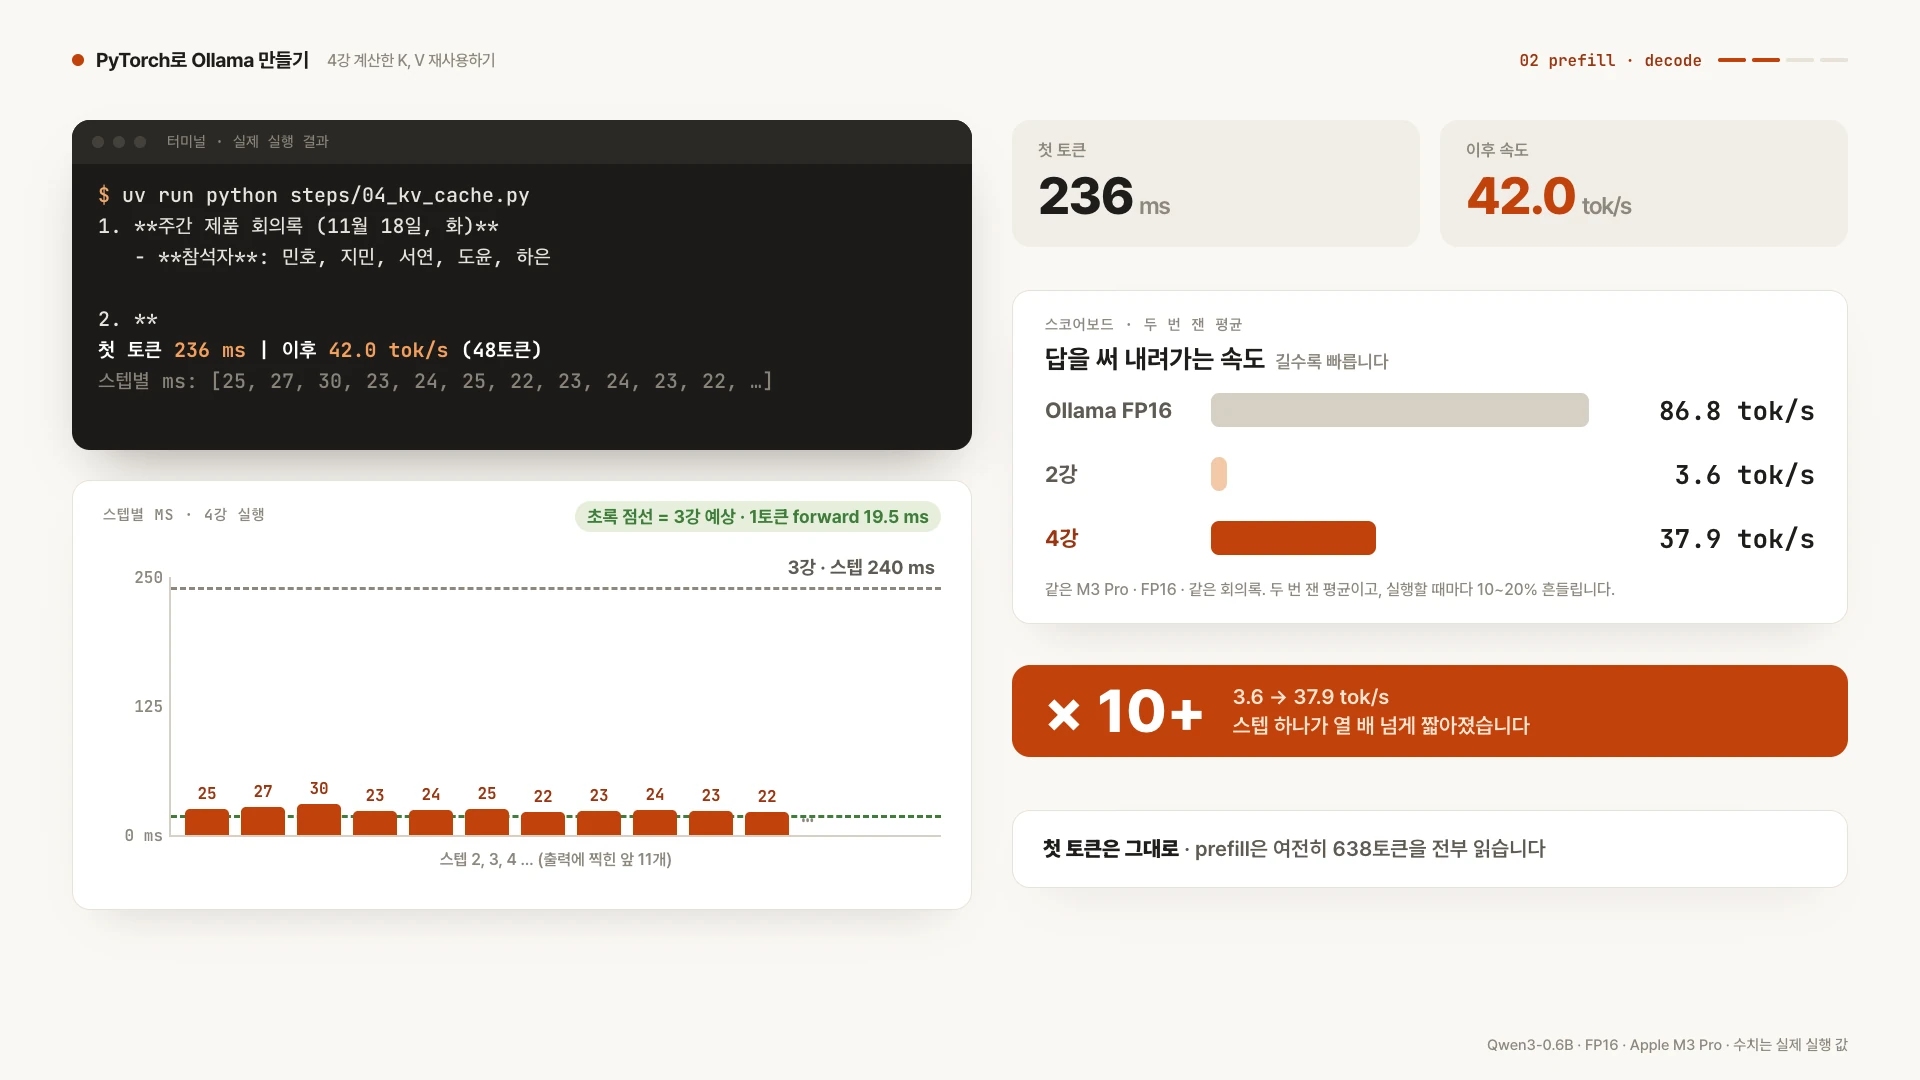 PyTorch로 Ollama 만들기 4강 계산한 K, V 재사용하기
02 prefill · decode
터미널 · 실제 실행 결과
$ uv run python steps/04_kv_cache.py
1. **주간 제품 회의록 (11월 18일, 화)**
- **참석자**: 민호, 지민, 서연, 도윤, 하은
2. **
첫 토큰 236 ms | 이후 42.0 tok/s (48토큰)
스텝별 ms: [25, 27, 30, 23, 24, 25, 22, 23, 24, 23, 22, …]
스텝별 MS · 4강 실행
초록 점선 = 3강 예상 · 1토큰 forward 19.5 ms
3강 · 스텝 240 ms
250
125
0 ms
25 27 30 23 24 25 22 23 24 23 22 …
스텝 2, 3, 4 … (출력에 찍힌 앞 11개)
첫 토큰
236 ms
이후 속도
42.0 tok/s
스코어보드 · 두 번 잰 평균
답을 써 내려가는 속도 길수록 빠릅니다
Ollama FP16 86.8 tok/s
2강 3.6 tok/s
4강 37.9 tok/s
같은 M3 Pro · FP16 · 같은 회의록. 두 번 잰 평균이고, 실행할 때마다 10~20% 흔들립니다.
× 10+
3.6 → 37.9 tok/s
스텝 하나가 열 배 넘게 짧아졌습니다
첫 토큰은 그대로 · prefill은 여전히 638토큰을 전부 읽습니다
Qwen3-0.6B · FP16 · Apple M3 Pro · 수치는 실제 실행 값